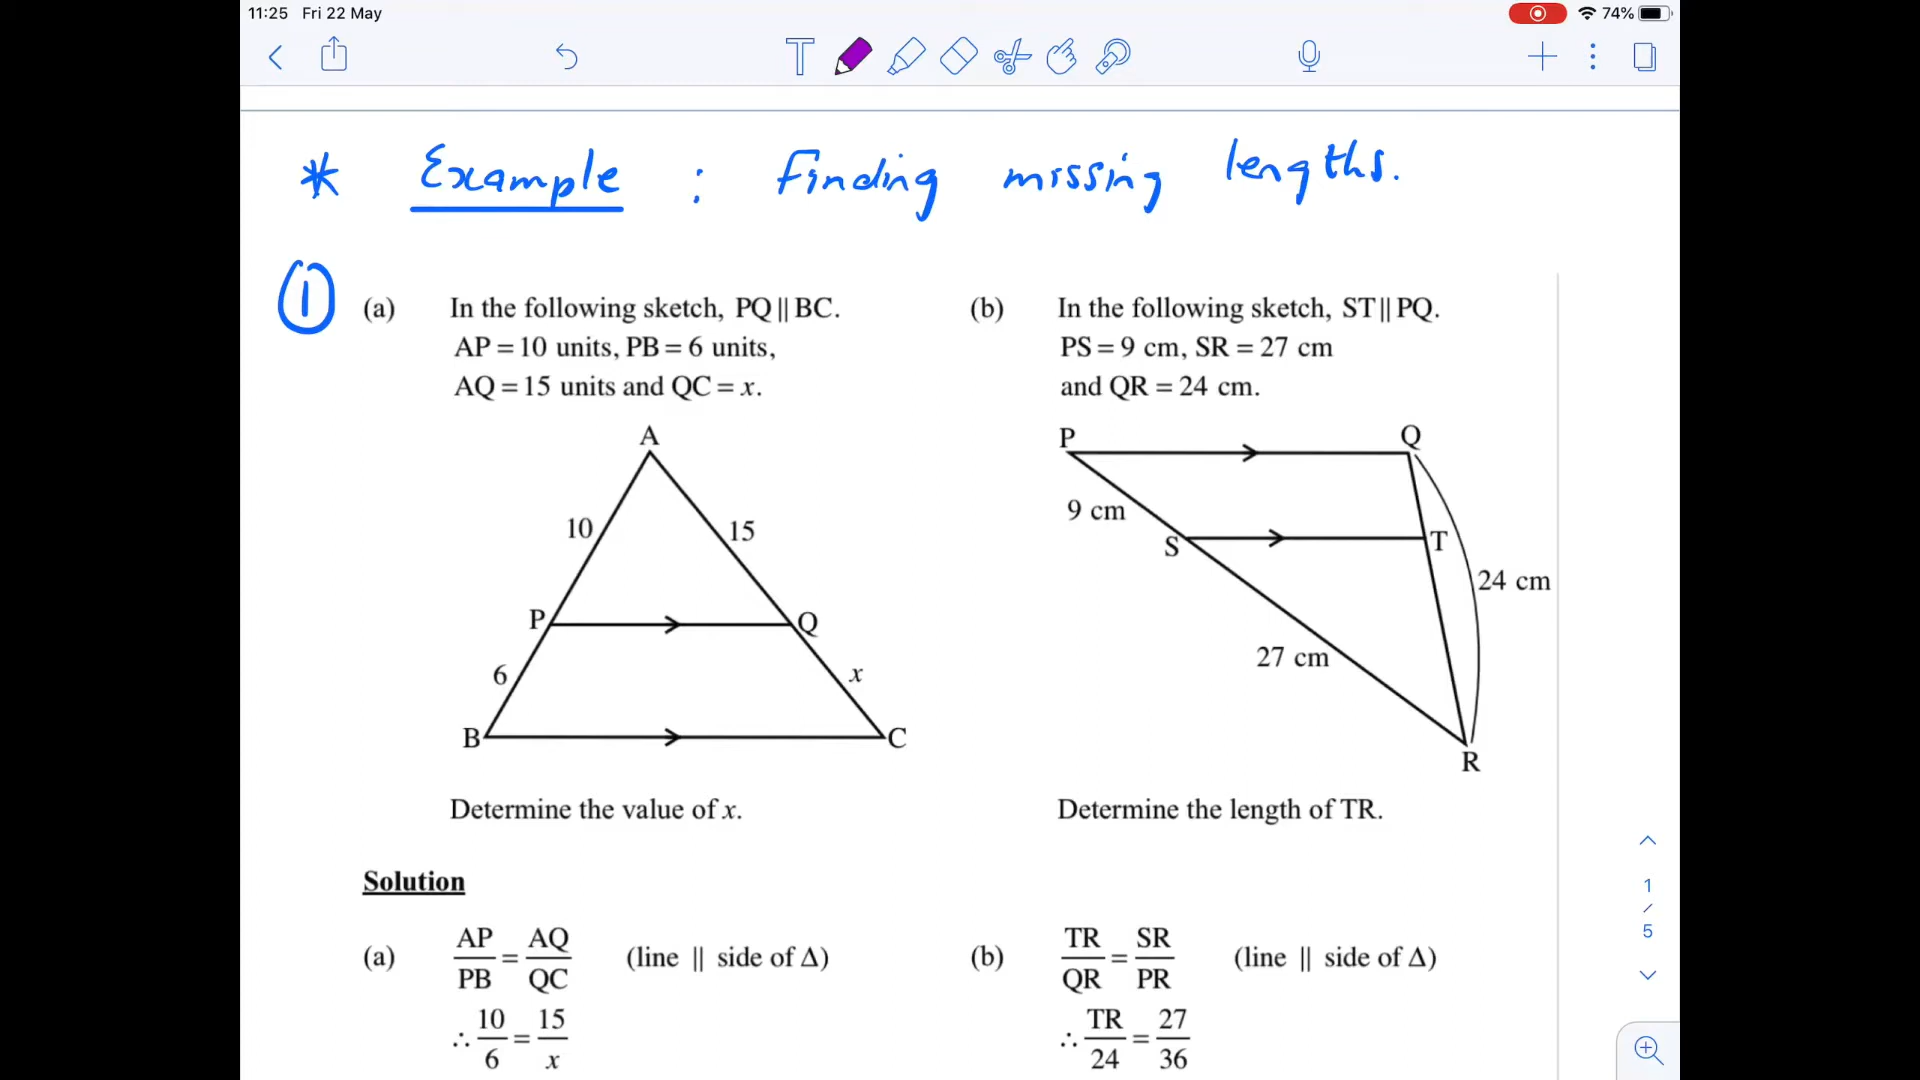 11:25 Fri 22 May
74%
* Example : Finding missing lengths.
①
(a) In the following sketch, PQ || BC.
AP = 10 units, PB = 6 units,
AQ = 15 units and QC = x.
A
10
15
P
Q
6
x
B
C
Determine the value of x.
(b) In the following sketch, ST || PQ.
PS = 9 cm, SR = 27 cm
and QR = 24 cm.
P
Q
9 cm
S
T
24 cm
27 cm
R
Determine the length of TR.
Solution
(a) AP/PB = AQ/QC (line || side of Δ)
∴ 10/6 = 15/x
(b) TR/QR = SR/PR (line || side of Δ)
∴ TR/24 = 27/36
1
/
5